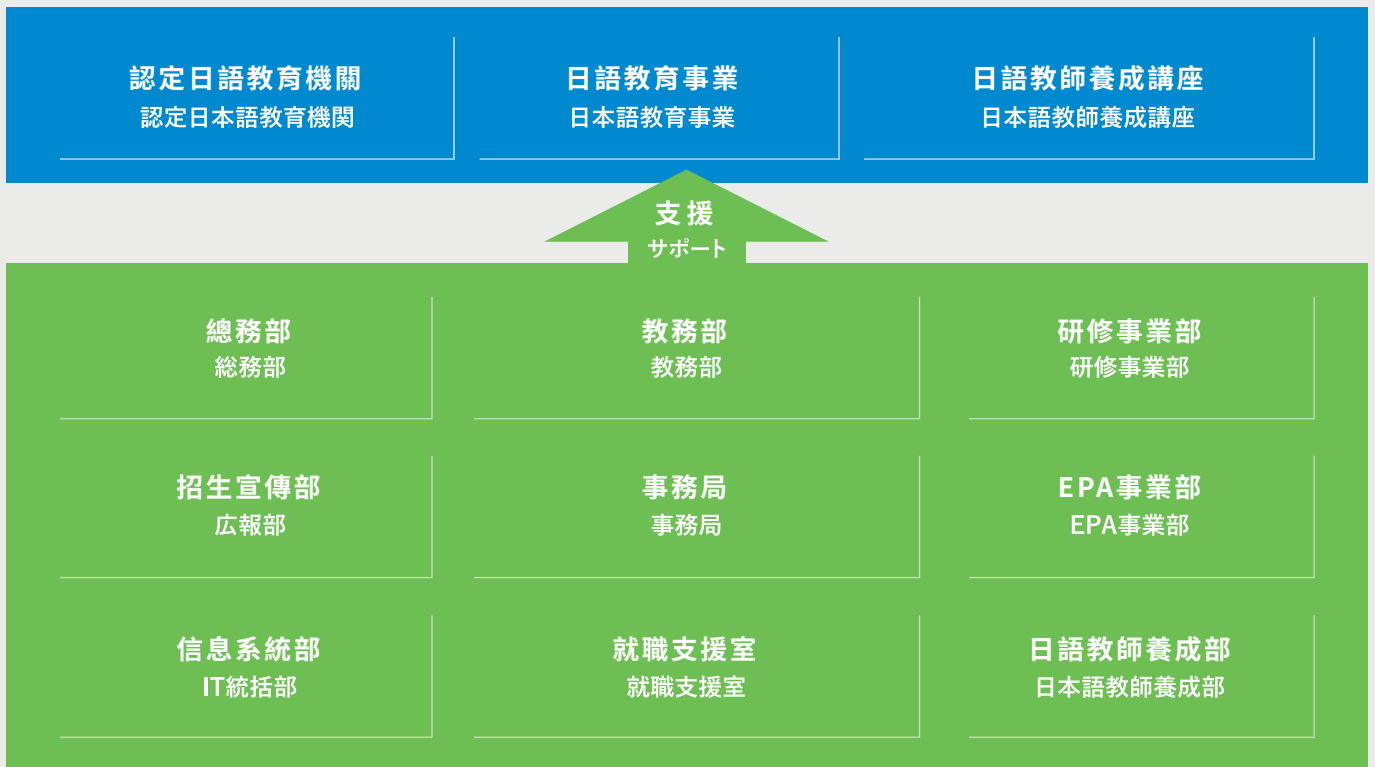 認定日語教育機關
認定日本語教育機関
日語教育事業
日本語教育事業
日語教師養成講座
日本語教師養成講座
支援
サポート
總務部
総務部
教務部
教務部
研修事業部
研修事業部
招生宣傳部
広報部
事務局
事務局
EPA事業部
EPA事業部
信息系統部
IT統括部
就職支援室
就職支援室
日語教師養成部
日本語教師養成部